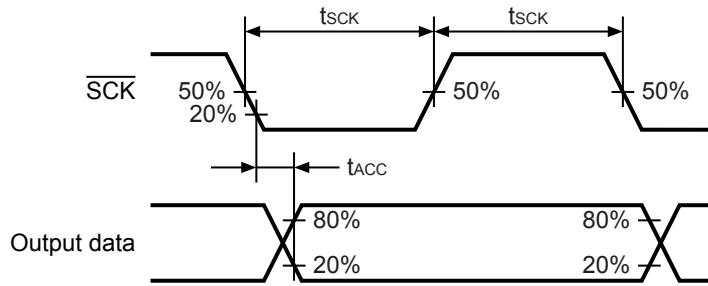 tSCK tSCK
SCK 50% 50% 50%
20%
tACC
80% 80%
Output data
20% 20%